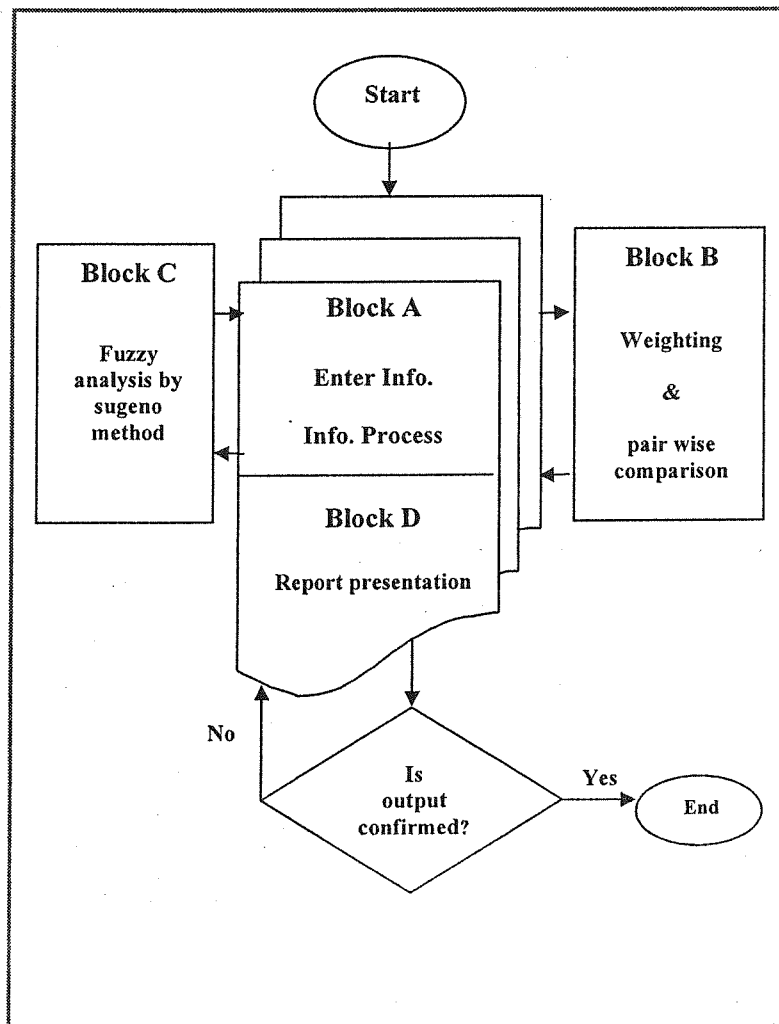 Start
Block C
Fuzzy
analysis by
sugeno
method
Block A
Enter Info.
Info. Process
Block D
Report presentation
Block B
Weighting
&
pair wise
comparison
No
Is
output
confirmed?
Yes
End